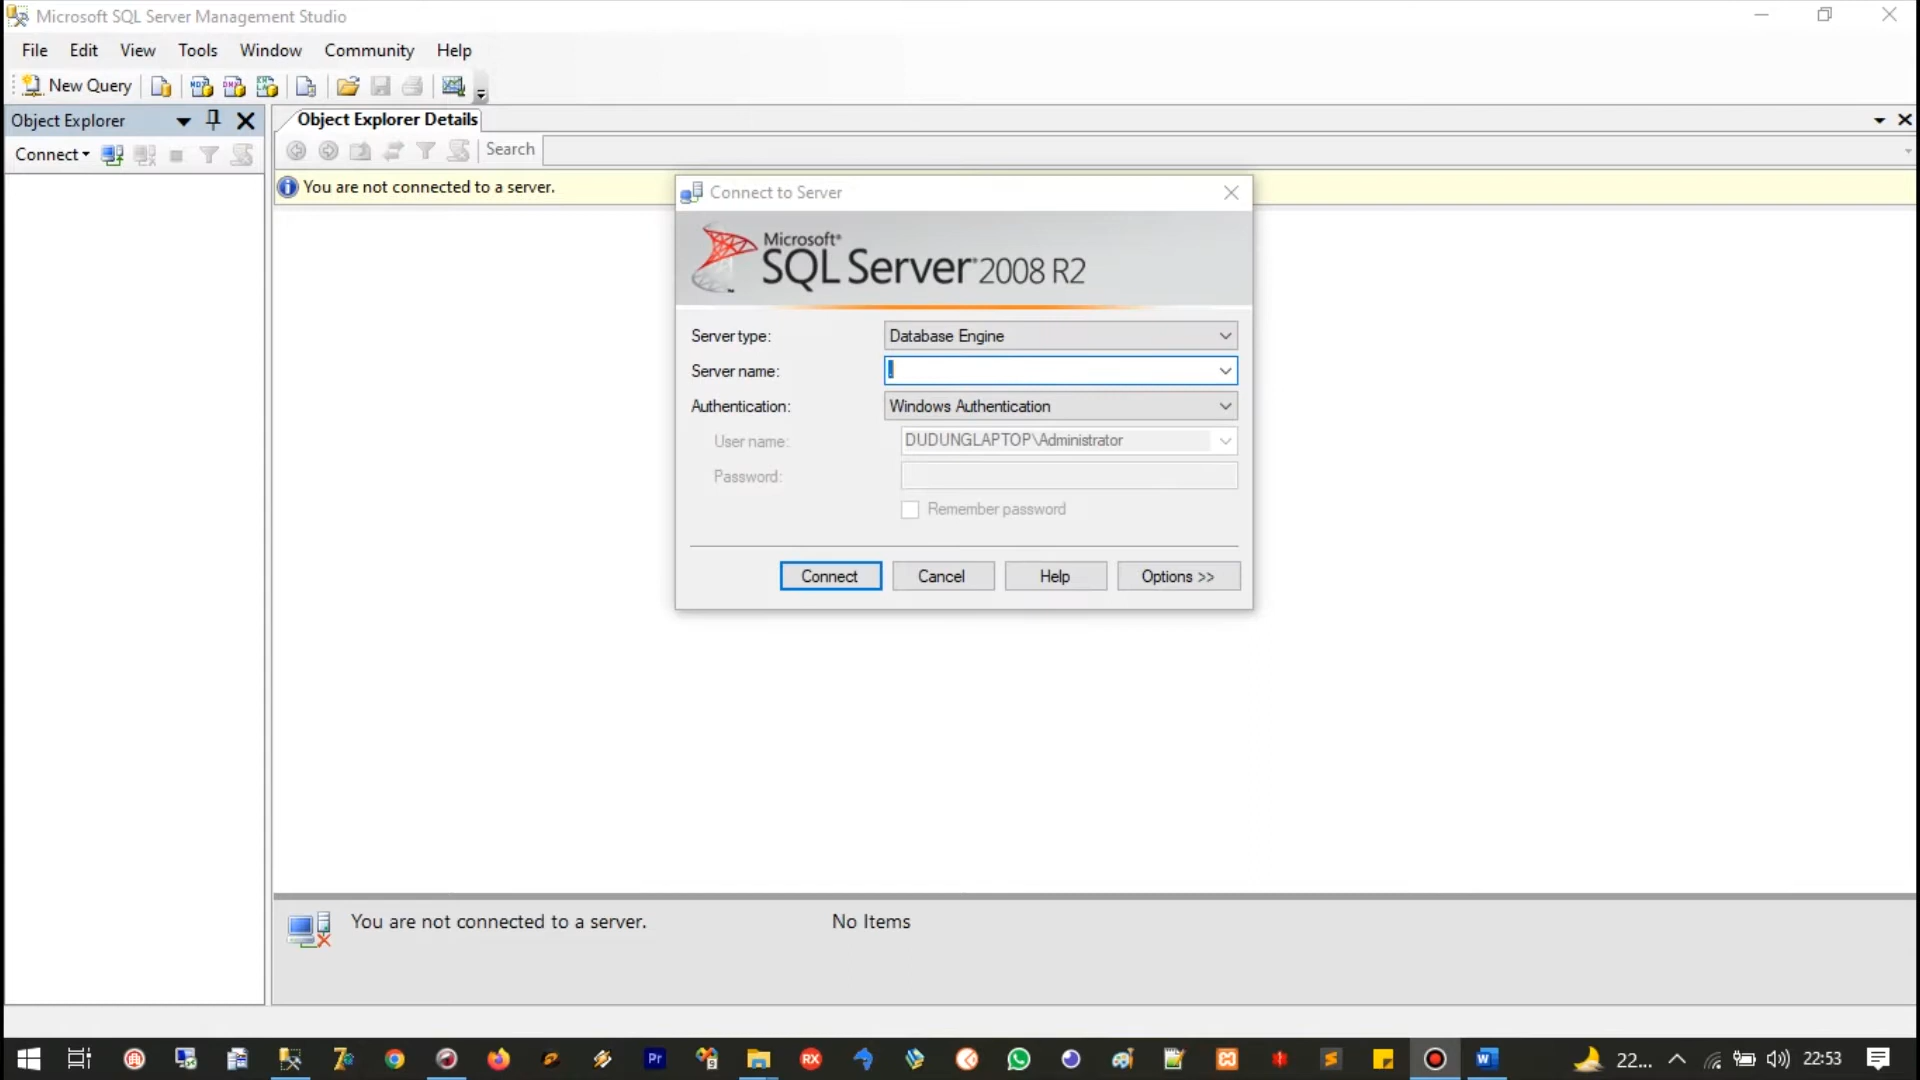 Microsoft SQL Server Management Studio
File Edit View Tools Window Community Help
New Query
Object Explorer
Connect
Object Explorer Details
Search
You are not connected to a server.
Connect to Server
Microsoft®
SQL Server 2008 R2
Server type: Database Engine
Server name: .
Authentication: Windows Authentication
User name: DUDUNGLAPTOP\Administrator
Password:
Remember password
Connect Cancel Help Options >>
You are not connected to a server. No Items
22... 22:53